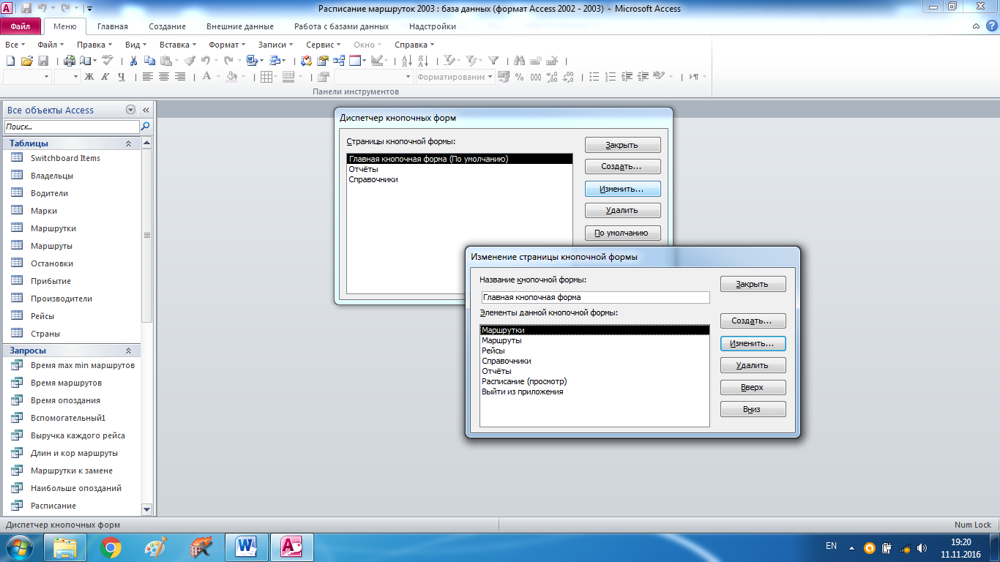 Расписание маршруток 2003 : база данных (формат Access 2002 - 2003) - Microsoft Access
Файл Меню Главная Создание Внешние данные Работа с базами данных Надстройки
Все Файл Правка Вид Вставка Формат Записи Сервис Окно Справка
Ж К Ч Форматирование % 000
Панели инструментов
Все объекты Access
Поиск...
Таблицы
Switchboard Items
Владельцы
Водители
Марки
Маршрутки
Маршруты
Остановки
Прибытие
Производители
Рейсы
Страны
Запросы
Время max min маршрутов
Время маршрутов
Время опоздания
Вспомогательный1
Выручка каждого рейса
Длин и кор маршруты
Маршрутки к замене
Наибольше опозданий
Расписание
Диспетчер кнопочных форм
Страницы кнопочной формы:
Главная кнопочная форма (По умолчанию)
Отчёты
Справочники
Закрыть
Создать...
Изменить...
Удалить
По умолчанию
Изменение страницы кнопочной формы
Название кнопочной формы:
Главная кнопочная форма
Элементы данной кнопочной формы:
Маршрутки
Маршруты
Рейсы
Справочники
Отчёты
Расписание (просмотр)
Выйти из приложения
Закрыть
Создать...
Изменить...
Удалить
Вверх
Вниз
Диспетчер кнопочных форм
Num Lock
EN
19:20
11.11.2016